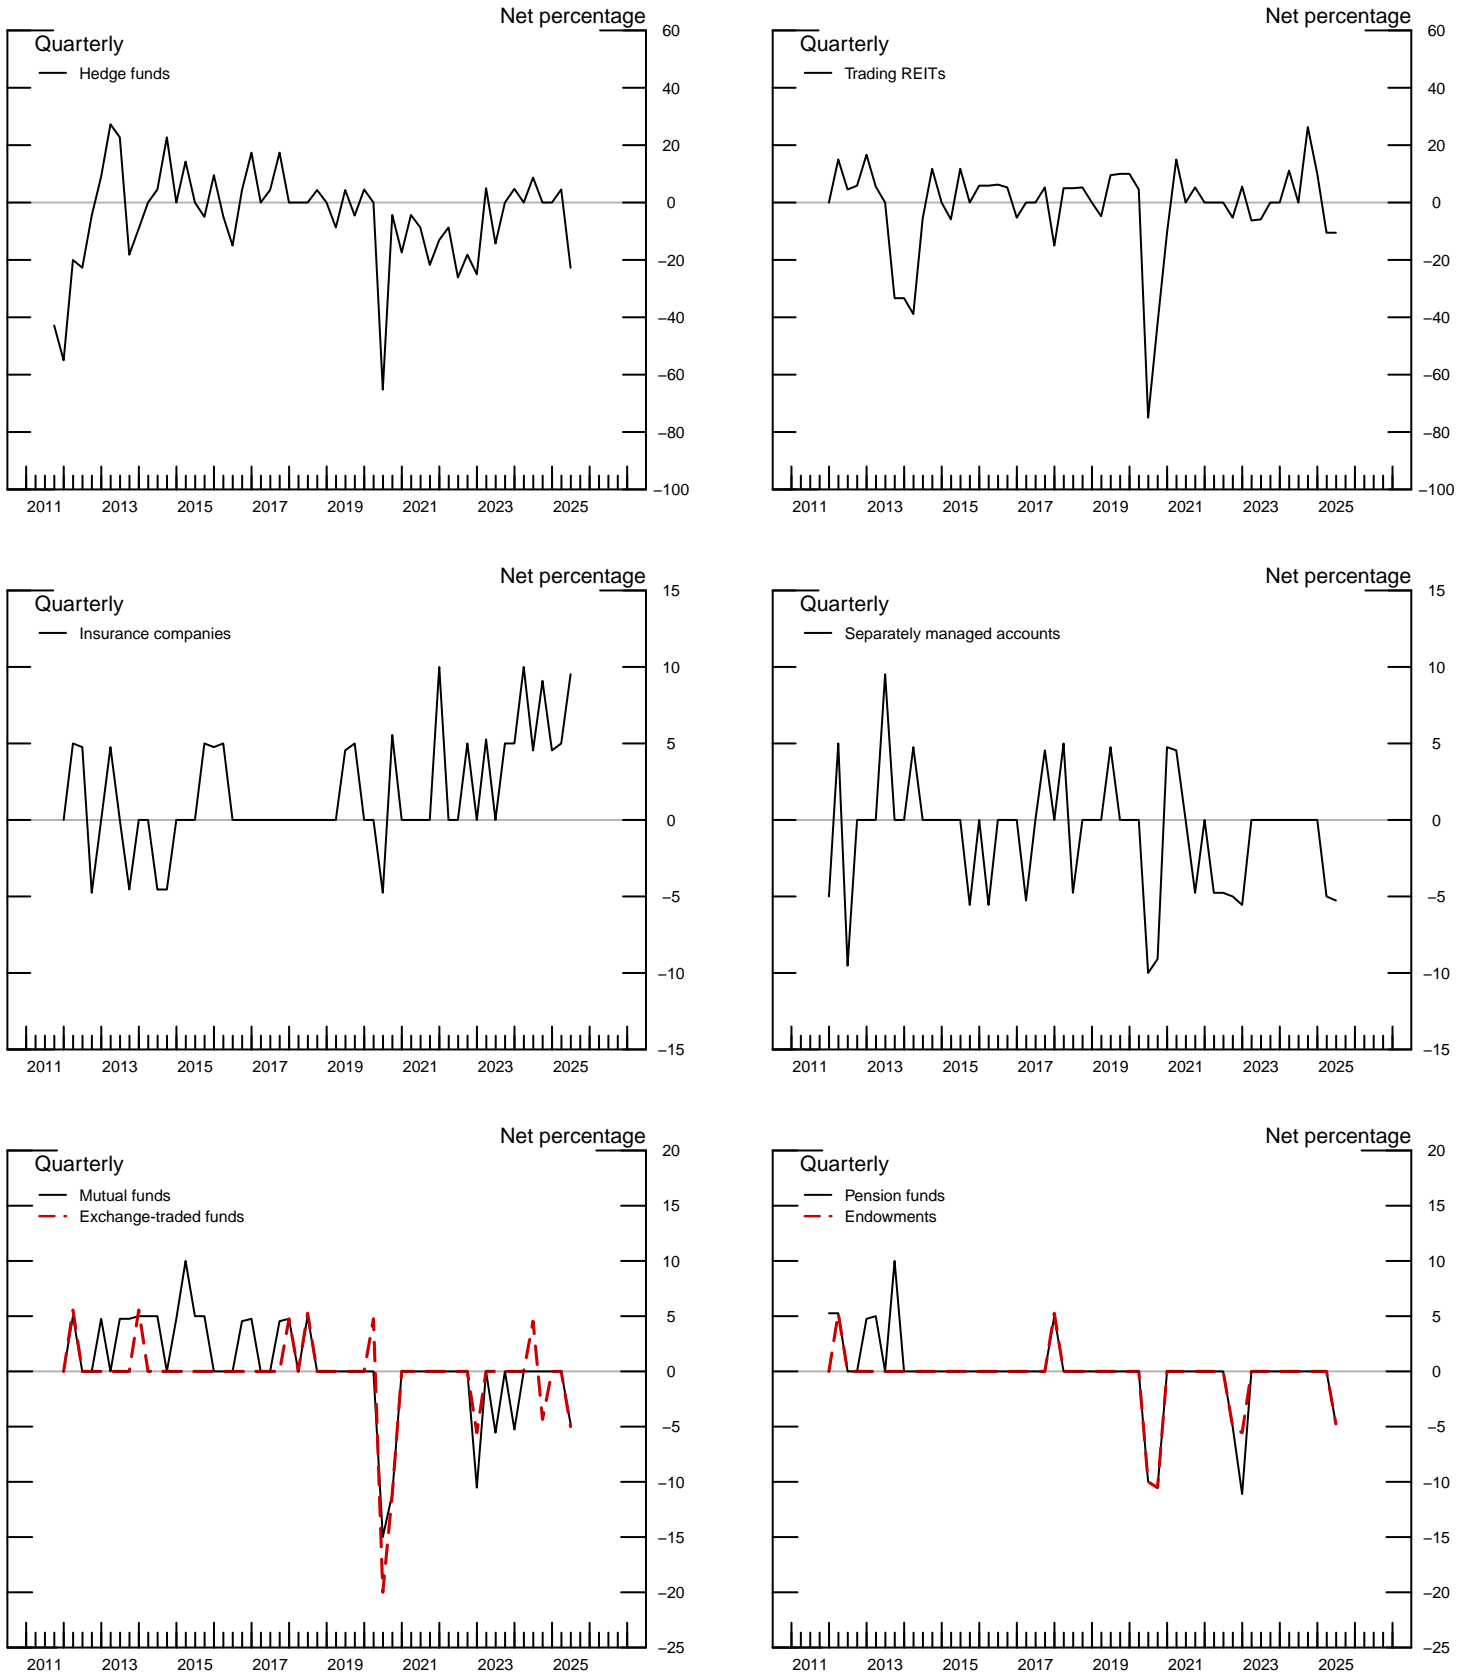 Net percentage
Quarterly
Hedge funds
60
40
20
0
−20
−40
−60
−80
−100
2011 2013 2015 2017 2019 2021 2023 2025
Net percentage
Quarterly
Trading REITs
60
40
20
0
−20
−40
−60
−80
−100
2011 2013 2015 2017 2019 2021 2023 2025
Net percentage
Quarterly
Insurance companies
15
10
5
0
−5
−10
−15
2011 2013 2015 2017 2019 2021 2023 2025
Net percentage
Quarterly
Separately managed accounts
15
10
5
0
−5
−10
−15
2011 2013 2015 2017 2019 2021 2023 2025
Net percentage
Quarterly
Mutual funds
Exchange-traded funds
20
15
10
5
0
−5
−10
−15
−20
−25
2011 2013 2015 2017 2019 2021 2023 2025
Net percentage
Quarterly
Pension funds
Endowments
20
15
10
5
0
−5
−10
−15
−20
−25
2011 2013 2015 2017 2019 2021 2023 2025